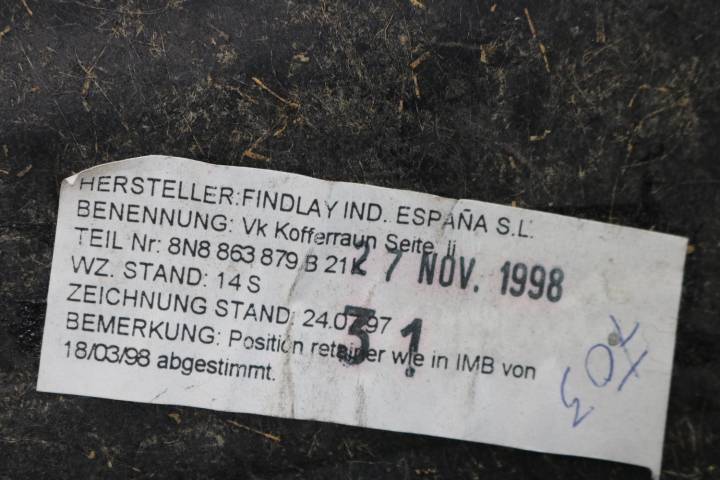 HERSTELLER: FINDLAY IND. ESPAÑA S.L.
BENENNUNG: Vk Kofferraun Seite li
TEIL Nr: 8N8 863 879 B 21K
27 NOV. 1998
WZ. STAND: 14 S
ZEICHNUNG STAND: 24.07.97
31
BEMERKUNG: Position retainer wie in IMB von
18/03/98 abgestimmt.